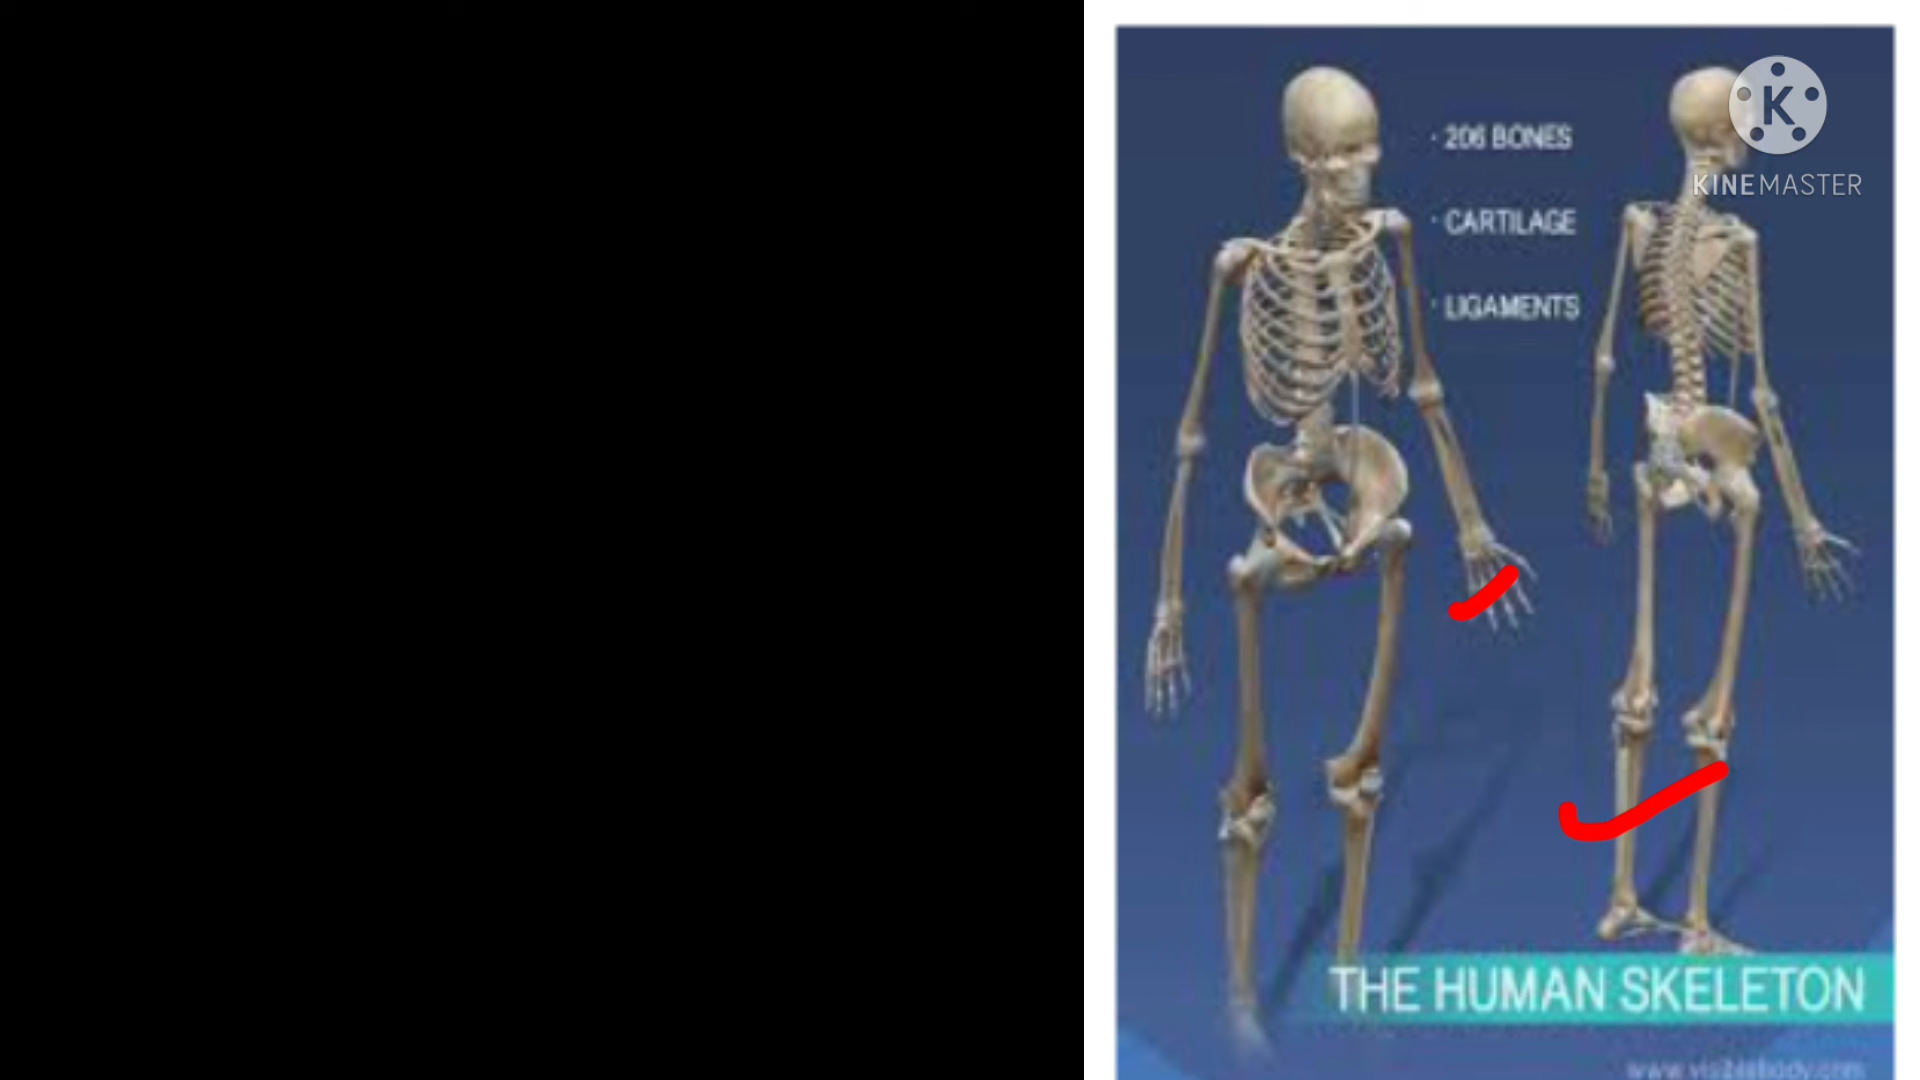 · 206 BONES
K
KINEMASTER
· CARTILAGE
· LIGAMENTS
THE HUMAN SKELETON
www.visiblebody.com